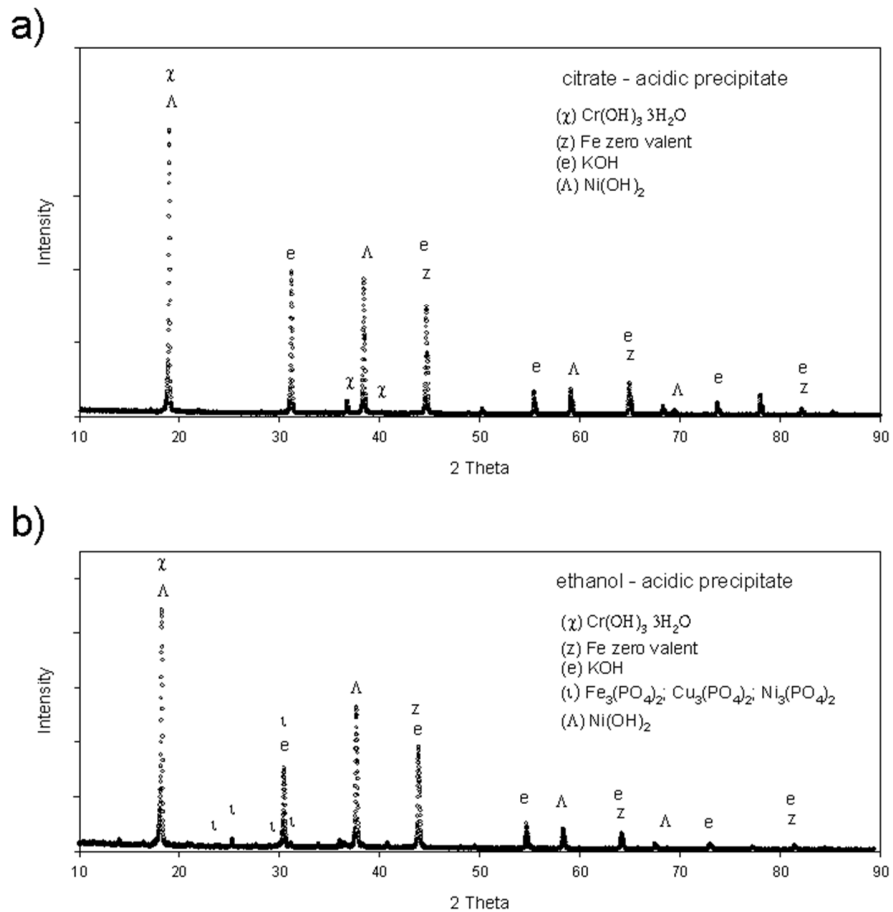 a)
χ
Λ
citrate - acidic precipitate
(χ) Cr(OH)₃ 3H₂O
(z) Fe zero valent
(e) KOH
(Λ) Ni(OH)₂
Intensity
e
Λ
e
z
χ
χ
e
Λ
e
z
Λ
e
e
z
10 20 30 40 50 60 70 80 90
2 Theta
b)
χ
Λ
ethanol - acidic precipitate
(χ) Cr(OH)₃ 3H₂O
(z) Fe zero valent
(e) KOH
(ι) Fe₃(PO₄)₂; Cu₃(PO₄)₂; Ni₃(PO₄)₂
(Λ) Ni(OH)₂
Intensity
ι
ι
ι
ι
e
ι
Λ
z
e
e
Λ
e
z
Λ
e
e
z
10 20 30 40 50 60 70 80 90
2 Theta